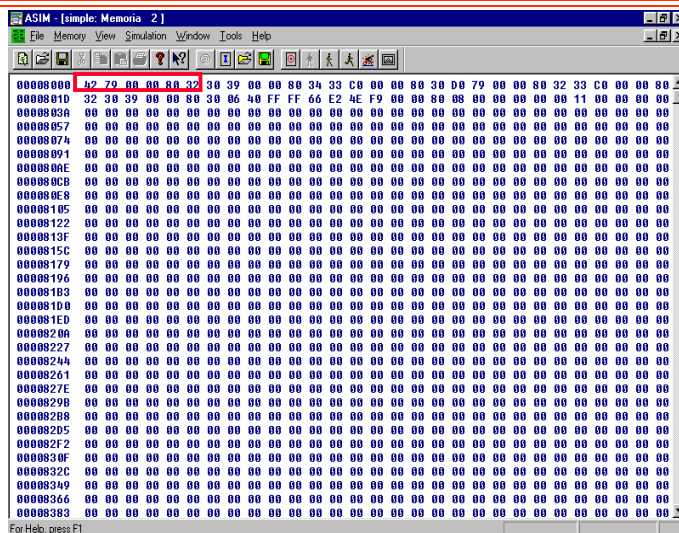 ASIM - [simple: Memoria 2 ]
File Memory View Simulation Window Tools Help
00008000 42 79 00 00 80 32 30 39 00 00 80 34 33 C0 00 00 80 30 D0 79 00 00 80 32 33 C0 00 00 80
0000801D 32 30 39 00 00 80 30 06 40 FF FF 66 E2 4E F9 00 00 80 08 00 00 00 00 00 11 00 00 00 00
0000803A 00 00 00 00 00 00 00 00 00 00 00 00 00 00 00 00 00 00 00 00 00 00 00 00 00 00 00 00 00
00008057 00 00 00 00 00 00 00 00 00 00 00 00 00 00 00 00 00 00 00 00 00 00 00 00 00 00 00 00 00
00008074 00 00 00 00 00 00 00 00 00 00 00 00 00 00 00 00 00 00 00 00 00 00 00 00 00 00 00 00 00
00008091 00 00 00 00 00 00 00 00 00 00 00 00 00 00 00 00 00 00 00 00 00 00 00 00 00 00 00 00 00
000080AE 00 00 00 00 00 00 00 00 00 00 00 00 00 00 00 00 00 00 00 00 00 00 00 00 00 00 00 00 00
000080CB 00 00 00 00 00 00 00 00 00 00 00 00 00 00 00 00 00 00 00 00 00 00 00 00 00 00 00 00 00
000080E8 00 00 00 00 00 00 00 00 00 00 00 00 00 00 00 00 00 00 00 00 00 00 00 00 00 00 00 00 00
00008105 00 00 00 00 00 00 00 00 00 00 00 00 00 00 00 00 00 00 00 00 00 00 00 00 00 00 00 00 00
00008122 00 00 00 00 00 00 00 00 00 00 00 00 00 00 00 00 00 00 00 00 00 00 00 00 00 00 00 00 00
0000813F 00 00 00 00 00 00 00 00 00 00 00 00 00 00 00 00 00 00 00 00 00 00 00 00 00 00 00 00 00
0000815C 00 00 00 00 00 00 00 00 00 00 00 00 00 00 00 00 00 00 00 00 00 00 00 00 00 00 00 00 00
00008179 00 00 00 00 00 00 00 00 00 00 00 00 00 00 00 00 00 00 00 00 00 00 00 00 00 00 00 00 00
00008196 00 00 00 00 00 00 00 00 00 00 00 00 00 00 00 00 00 00 00 00 00 00 00 00 00 00 00 00 00
000081B3 00 00 00 00 00 00 00 00 00 00 00 00 00 00 00 00 00 00 00 00 00 00 00 00 00 00 00 00 00
000081D0 00 00 00 00 00 00 00 00 00 00 00 00 00 00 00 00 00 00 00 00 00 00 00 00 00 00 00 00 00
000081ED 00 00 00 00 00 00 00 00 00 00 00 00 00 00 00 00 00 00 00 00 00 00 00 00 00 00 00 00 00
0000820A 00 00 00 00 00 00 00 00 00 00 00 00 00 00 00 00 00 00 00 00 00 00 00 00 00 00 00 00 00
00008227 00 00 00 00 00 00 00 00 00 00 00 00 00 00 00 00 00 00 00 00 00 00 00 00 00 00 00 00 00
00008244 00 00 00 00 00 00 00 00 00 00 00 00 00 00 00 00 00 00 00 00 00 00 00 00 00 00 00 00 00
00008261 00 00 00 00 00 00 00 00 00 00 00 00 00 00 00 00 00 00 00 00 00 00 00 00 00 00 00 00 00
0000827E 00 00 00 00 00 00 00 00 00 00 00 00 00 00 00 00 00 00 00 00 00 00 00 00 00 00 00 00 00
0000829B 00 00 00 00 00 00 00 00 00 00 00 00 00 00 00 00 00 00 00 00 00 00 00 00 00 00 00 00 00
000082B8 00 00 00 00 00 00 00 00 00 00 00 00 00 00 00 00 00 00 00 00 00 00 00 00 00 00 00 00 00
000082D5 00 00 00 00 00 00 00 00 00 00 00 00 00 00 00 00 00 00 00 00 00 00 00 00 00 00 00 00 00
000082F2 00 00 00 00 00 00 00 00 00 00 00 00 00 00 00 00 00 00 00 00 00 00 00 00 00 00 00 00 00
0000830F 00 00 00 00 00 00 00 00 00 00 00 00 00 00 00 00 00 00 00 00 00 00 00 00 00 00 00 00 00
0000832C 00 00 00 00 00 00 00 00 00 00 00 00 00 00 00 00 00 00 00 00 00 00 00 00 00 00 00 00 00
00008349 00 00 00 00 00 00 00 00 00 00 00 00 00 00 00 00 00 00 00 00 00 00 00 00 00 00 00 00 00
00008366 00 00 00 00 00 00 00 00 00 00 00 00 00 00 00 00 00 00 00 00 00 00 00 00 00 00 00 00 00
00008383 00 00 00 00 00 00 00 00 00 00 00 00 00 00 00 00 00 00 00 00 00 00 00 00 00 00 00 00 00
For Help, press F1